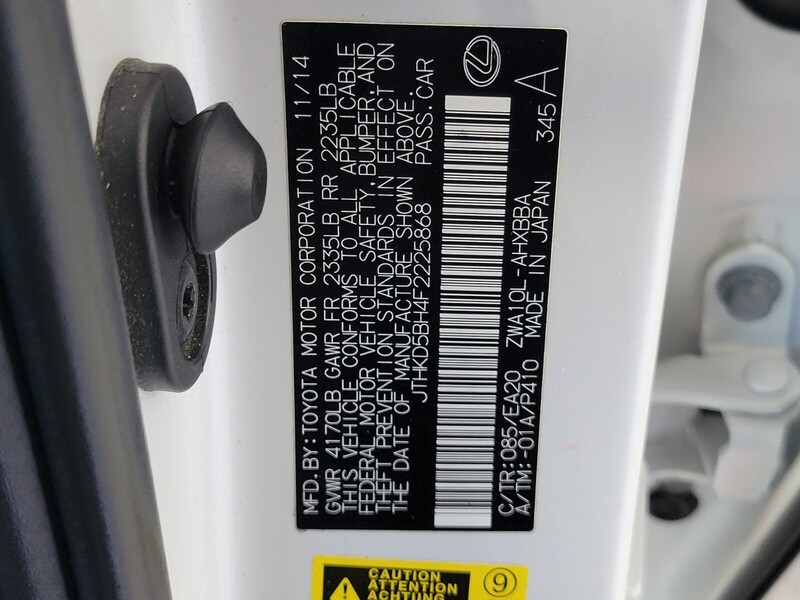 MFD. BY: TOYOTA MOTOR CORPORATION 11/14
GVWR 4170LB GAWR FR 2335LB RR 2235LB
THIS VEHICLE CONFORMS TO ALL APPLICABLE
FEDERAL MOTOR VEHICLE SAFETY, BUMPER, AND
THEFT PREVENTION STANDARDS IN EFFECT ON
THE DATE OF MANUFACTURE SHOWN ABOVE.
JTHKD5BH4F2225868 PASS. CAR
C/TR: 085/EA20 ZWA10L-AHXBBA 345 A
A/TM: -01A/P410 MADE IN JAPAN
CAUTION
ATTENTION
ACHTUNG
9